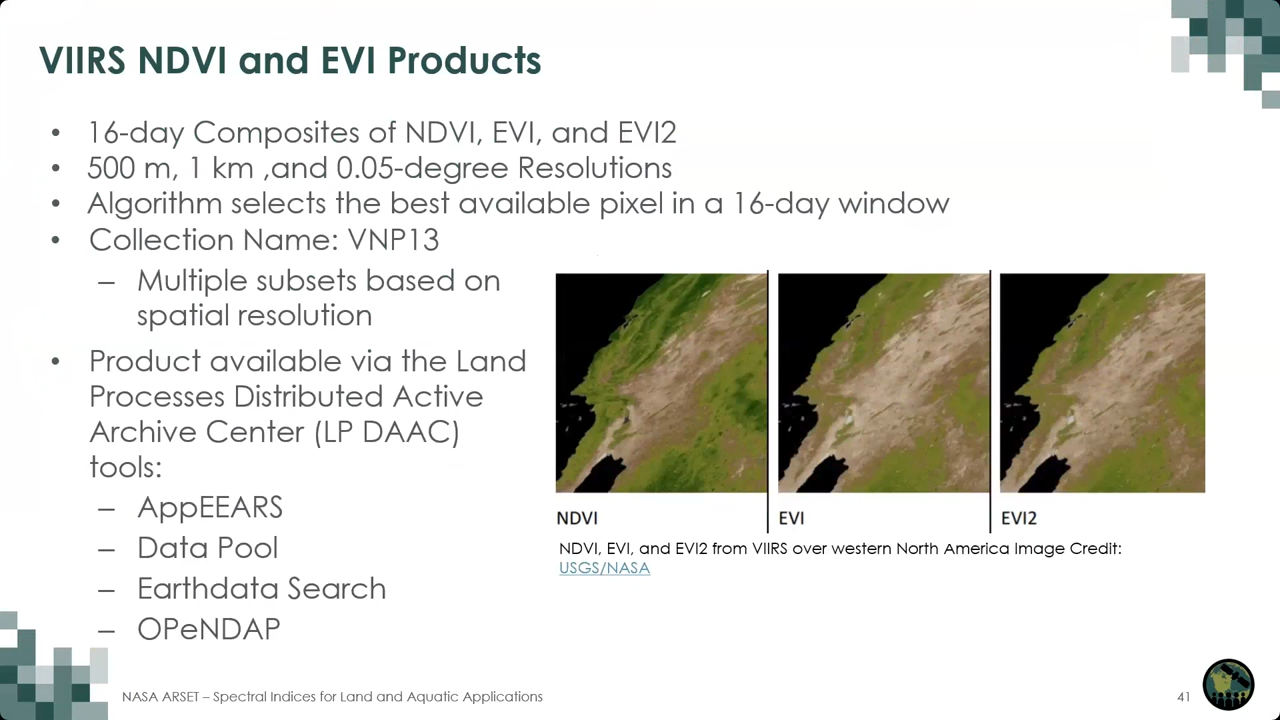 VIIRS NDVI and EVI Products
• 16-day Composites of NDVI, EVI, and EVI2
• 500 m, 1 km ,and 0.05-degree Resolutions
• Algorithm selects the best available pixel in a 16-day window
• Collection Name: VNP13
– Multiple subsets based on
spatial resolution
• Product available via the Land
Processes Distributed Active
Archive Center (LP DAAC)
tools:
– AppEEARS
– Data Pool
– Earthdata Search
– OPeNDAP
NDVI
EVI
EVI2
NDVI, EVI, and EVI2 from VIIRS over western North America Image Credit:
USGS/NASA
NASA ARSET – Spectral Indices for Land and Aquatic Applications
41